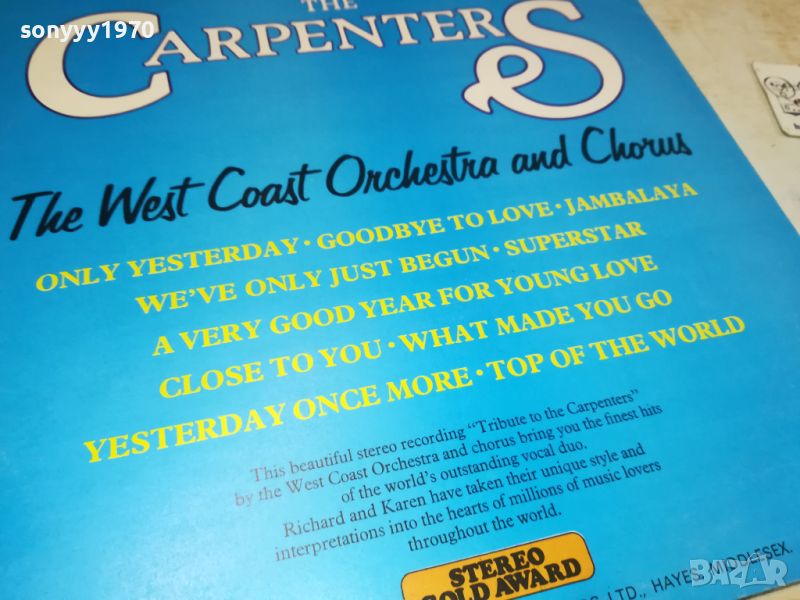 sonyyy1970
THE
CARPENTERS
The West Coast Orchestra and Chorus
ONLY YESTERDAY · GOODBYE TO LOVE · JAMBALAYA
WE'VE ONLY JUST BEGUN · SUPERSTAR
A VERY GOOD YEAR FOR YOUNG LOVE
CLOSE TO YOU · WHAT MADE YOU GO
YESTERDAY ONCE MORE · TOP OF THE WORLD
This beautiful stereo recording "Tribute to the Carpenters"
by the West Coast Orchestra and chorus bring you the finest hits
of the world's outstanding vocal duo.
Richard and Karen have taken their unique style and
interpretations into the hearts of millions of music lovers
throughout the world.
STEREO
GOLD AWARD
LTD., HAYES, MIDDLESEX.
BAZAR